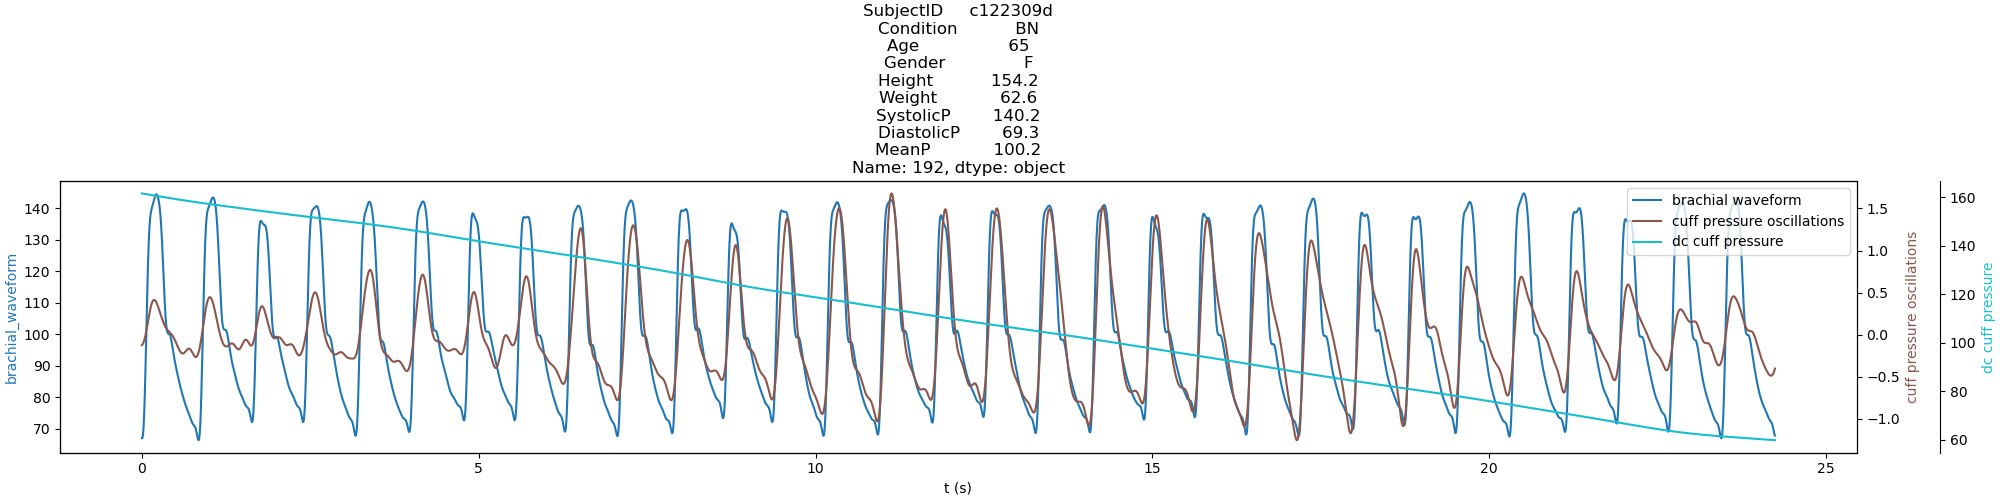 SubjectID c122309d
Condition BN
Age 65
Gender F
Height 154.2
Weight 62.6
SystolicP 140.2
DiastolicP 69.3
MeanP 100.2
Name: 192, dtype: object
brachial waveform
cuff pressure oscillations
dc cuff pressure
brachial_waveform
140
130
120
110
100
90
80
70
1.5
1.0
0.5
0.0
−0.5
−1.0
cuff pressure oscillations
160
140
120
100
80
60
dc cuff pressure
0 5 10 15 20 25
t (s)